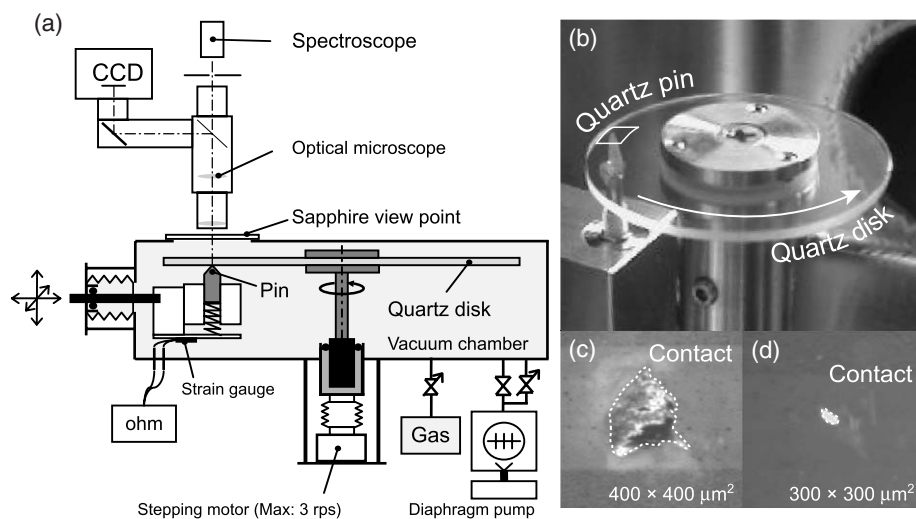 (a)
Spectroscope
CCD
Optical microscope
Sapphire view point
Pin
Quartz disk
Vacuum chamber
Strain gauge
ohm
Gas
Stepping motor (Max: 3 rps)
Diaphragm pump
(b)
Quartz pin
Quartz disk
(c)
Contact
400 × 400 μm²
(d)
Contact
300 × 300 μm²